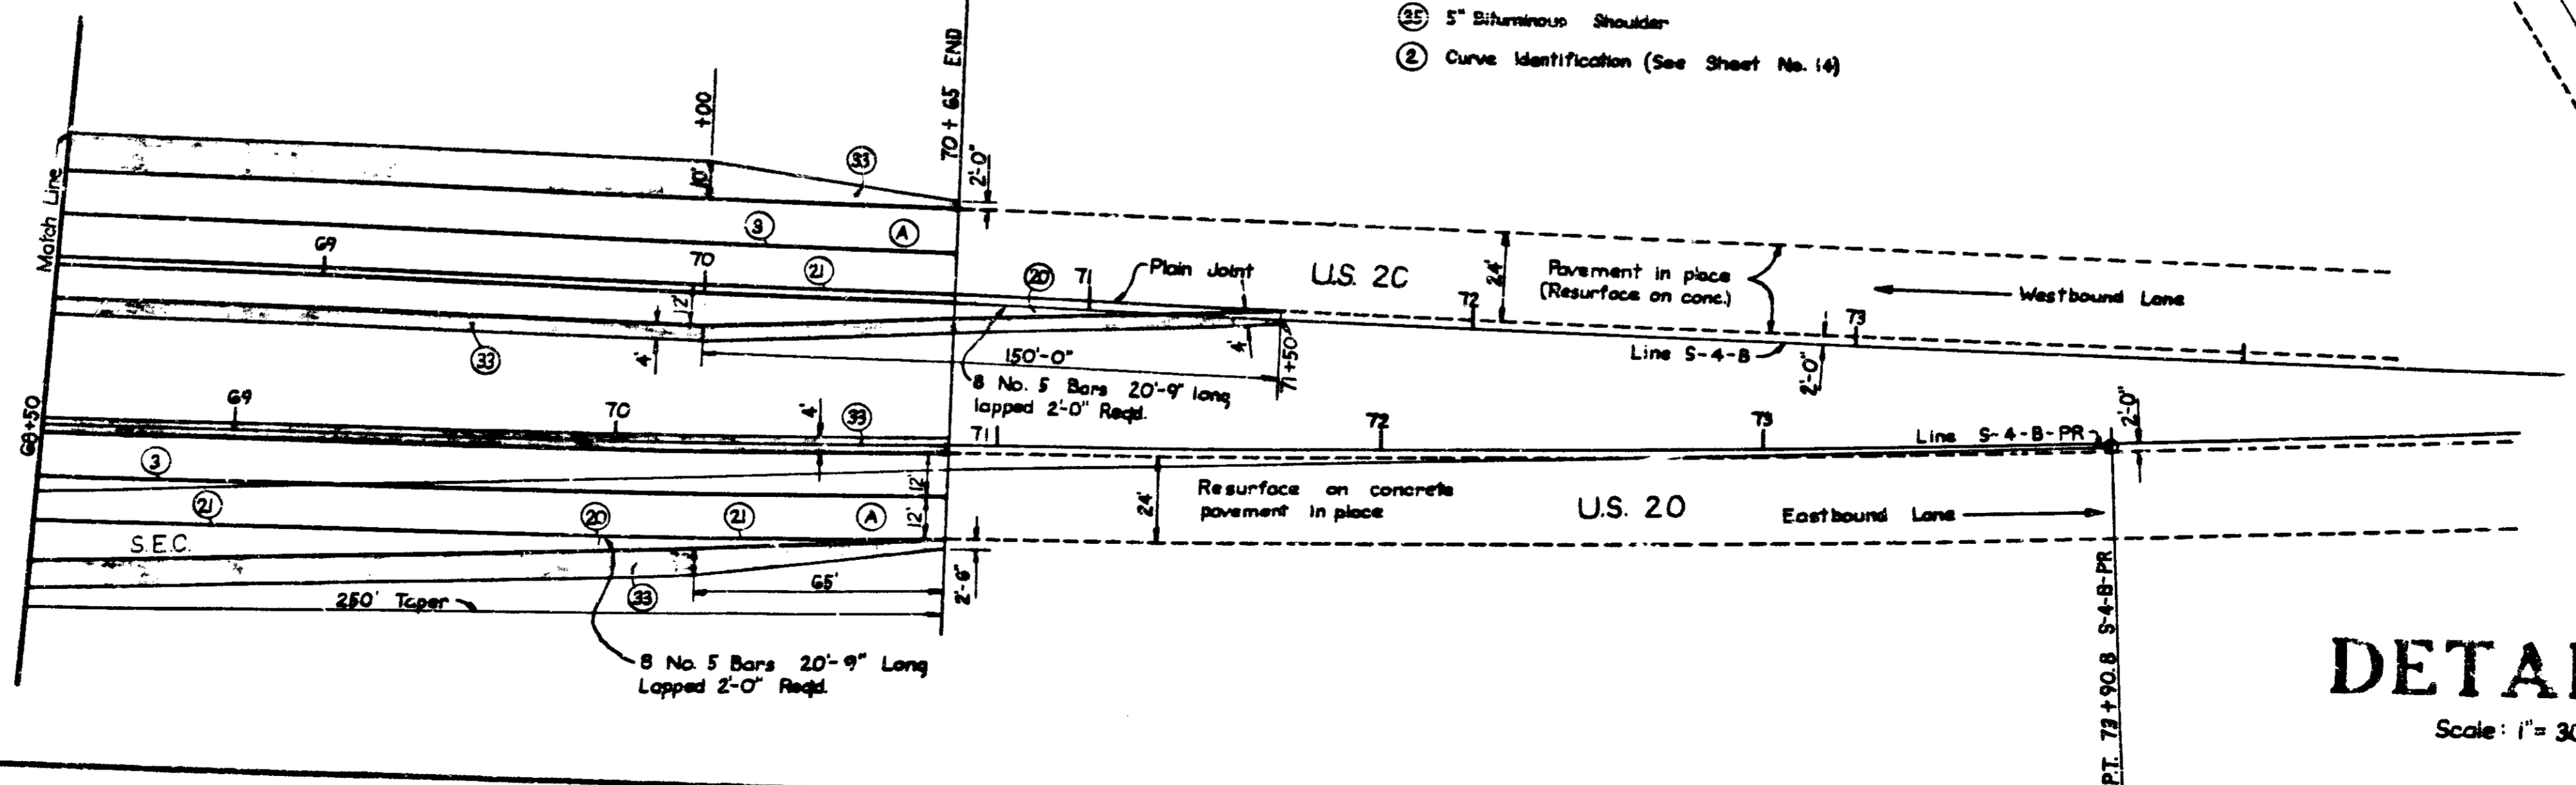 5" Bituminous Shoulder
2 Curve Identification (See Sheet No. 14)
70 + 65 END
+00
10'
33
2'-0"
Match Line
9
A
69
70
21
20
71
Plain Joint
U.S. 20
24'
Pavement in place
(Resurface on conc.)
Westbound Lane
72
73
12'
33
4'
150'-0"
4'
71+50
Line S-4-B
2'-0"
8 No. 5 Bars 20'-9" long
lapped 2'-0" Reqd.
68+50
69
70
4'
33
71
72
73
Line S-4-B-PR
2'-0"
3
12'
24'
Resurface on concrete
pavement in place
U.S. 20
Eastbound Lane
21
20
21
A
12'
S.E.C.
33
65'
2'-6"
250' Taper
8 No. 5 Bars 20'-9" Long
Lapped 2'-0" Reqd.
P.T. 73+90.8 S-4-B-PR
DETAI
Scale: 1"= 30